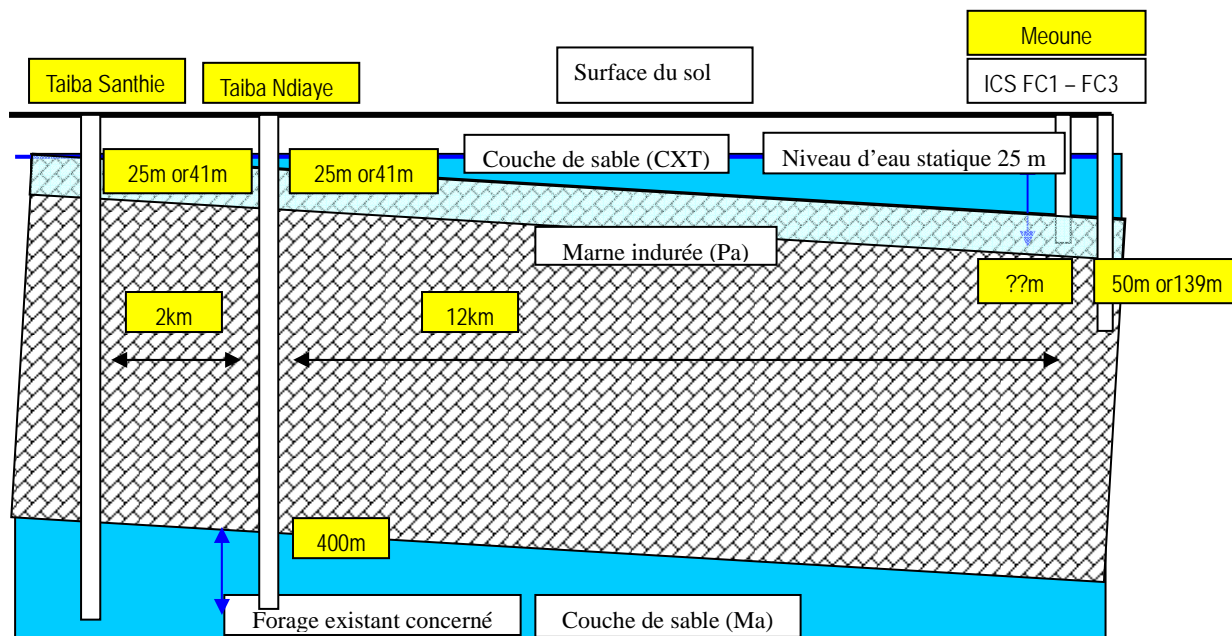 Meoune
Taiba Santhie
Taiba Ndiaye
Surface du sol
ICS FC1 – FC3
25m or41m
25m or41m
Couche de sable (CXT)
Niveau d’eau statique 25 m
Marne indurée (Pa)
??m
50m or139m
2km
12km
400m
Forage existant concerné
Couche de sable (Ma)